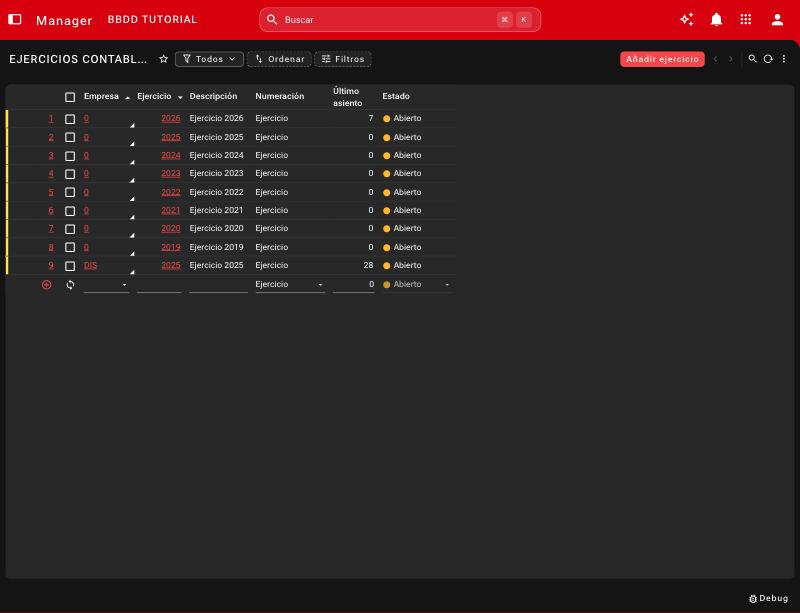 Manager BBDD TUTORIAL Buscar ⌘ K
EJERCICIOS CONTABL... Todos Ordenar Filtros Añadir ejercicio
Empresa Ejercicio Descripción Numeración Último asiento Estado
1 0 2026 Ejercicio 2026 Ejercicio 7 Abierto
2 0 2025 Ejercicio 2025 Ejercicio 0 Abierto
3 0 2024 Ejercicio 2024 Ejercicio 0 Abierto
4 0 2023 Ejercicio 2023 Ejercicio 0 Abierto
5 0 2022 Ejercicio 2022 Ejercicio 0 Abierto
6 0 2021 Ejercicio 2021 Ejercicio 0 Abierto
7 0 2020 Ejercicio 2020 Ejercicio 0 Abierto
8 0 2019 Ejercicio 2019 Ejercicio 0 Abierto
9 DIS 2025 Ejercicio 2025 Ejercicio 28 Abierto
Ejercicio 0 Abierto
Debug